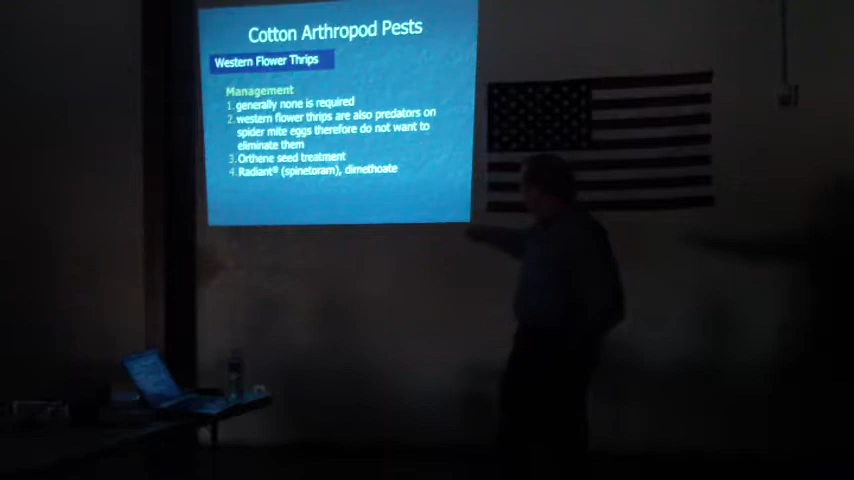 Cotton Arthropod Pests
Western Flower Thrips
Management
1. generally none is required
2. western flower thrips are also predators on
spider mite eggs therefore do not want to
eliminate them
3. Orthene seed treatment
4. Radiant® (spinetoram), dimethoate